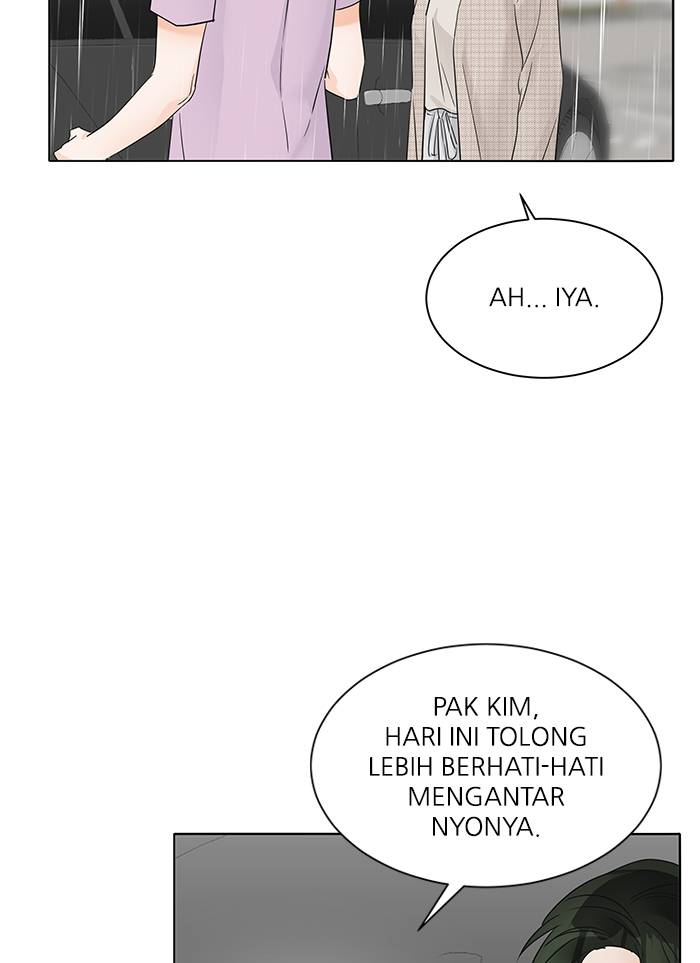 AH... IYA.
PAK KIM,
HARI INI TOLONG
LEBIH BERHATI-HATI
MENGANTAR
NYONYA.